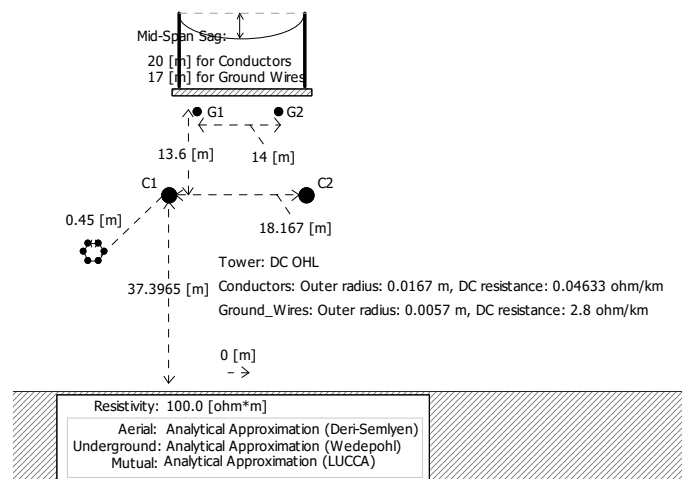 Mid-Span Sag:
20 [m] for Conductors
17 [m] for Ground Wires
G1
G2
13.6 [m]
14 [m]
C1
C2
0.45 [m]
18.167 [m]
Tower: DC OHL
37.3965 [m]
Conductors: Outer radius: 0.0167 m, DC resistance: 0.04633 ohm/km
Ground_Wires: Outer radius: 0.0057 m, DC resistance: 2.8 ohm/km
0 [m]
Resistivity: 100.0 [ohm*m]
Aerial: Analytical Approximation (Deri-Semlyen)
Underground: Analytical Approximation (Wedepohl)
Mutual: Analytical Approximation (LUCCA)